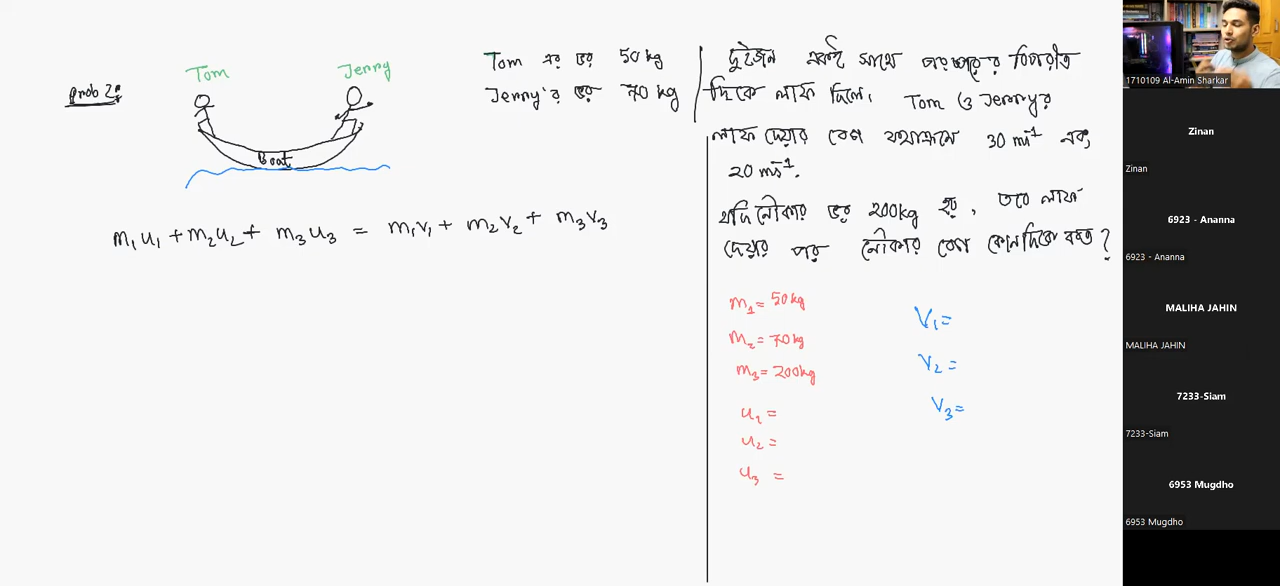 Prob 2:
Tom
Jenny
Boat
Tom এর ভর 50 kg
Jenny'র ভর 70 kg
m₁u₁ + m₂u₂ + m₃u₃ = m₁v₁ + m₂v₂ + m₃v₃
দুইজন একই সাথে পরস্পরের বিপরীত
দিকে লাফ দিলো। Tom ও Jenny'র
লাফ দেয়ার বেগ যথাক্রমে 30 ms⁻¹ এবং
20 ms⁻¹.
যদি নৌকার ভর 200kg হয়, তবে লাফ
দেয়ার পর নৌকার বেগ কোনদিকে কত?
m₁ = 50kg
m₂ = 70kg
m₃ = 200kg
u₁ =
u₂ =
u₃ =
V₁ =
V₂ =
V₃ =
1710109 Al-Amin Sharkar
Zinan
Zinan
6923 - Ananna
6923 - Ananna
MALIHA JAHIN
MALIHA JAHIN
7233-Siam
7233-Siam
6953 Mugdho
6953 Mugdho